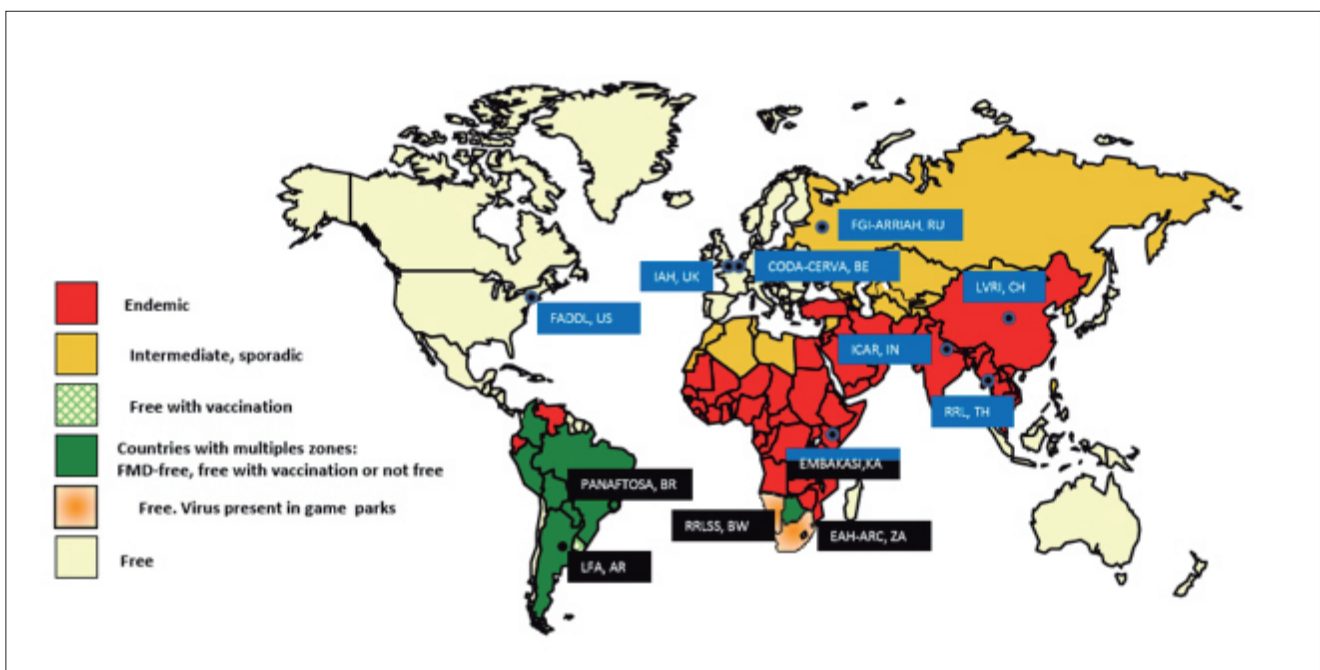 FGI-ARRIAH, RU
IAH, UK
CODA-CERVA, BE
LVRI, CH
FADDL, US
ICAR, IN
RRL, TH
EMBAKASI,KA
PANAFTOSA, BR
RRLSS, BW
EAH-ARC, ZA
LFA, AR
Endemic
Intermediate, sporadic
Free with vaccination
Countries with multiples zones:
FMD-free, free with vaccination or not free
Free. Virus present in game parks
Free